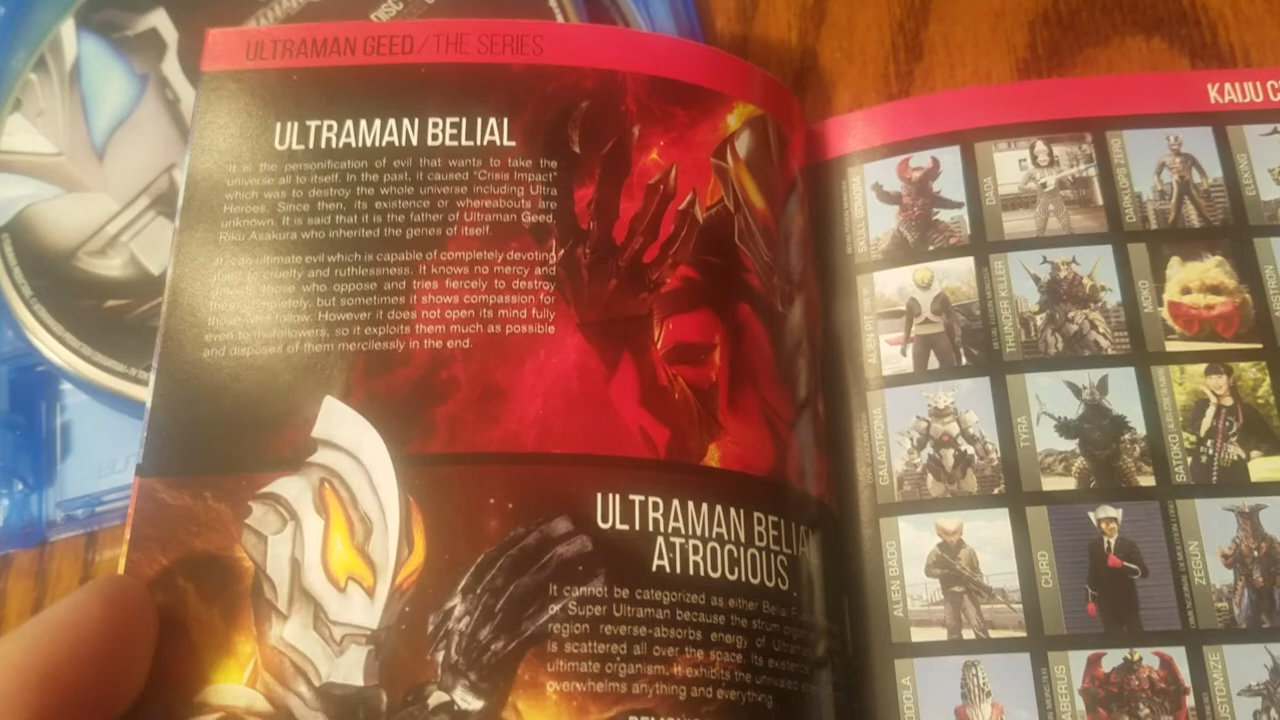 DISC
ULTRAMAN GEED/THE SERIES
ULTRAMAN BELIAL
It is the personification of evil that wants to take the
universe all to itself. In the past, it caused "Crisis Impact"
which was to destroy the whole universe including Ultra
Heroes. Since then, its existence or whereabouts are
unknown. It is said that it is the father of Ultraman Geed,
Riku Asakura who inherited the genes of itself.
ultimate evil which is capable of completely devoting
to cruelty and ruthlessness. It knows no mercy and
those who oppose and tries fiercely to destroy
completely, but sometimes it shows compassion for
those who follow. However it does not open its mind fully
even to followers, so it exploits them much as possible
and disposes of them mercilessly in the end.
ULTRAMAN BELIAL
ATROCIOUS
It cannot be categorized as either Belial
or Super Ultraman because the strum organ
region reverse-absorbs energy of Ultraman
is scattered all over the space. Its existence
ultimate organism. It exhibits the
overwhelms anything and everything.
KAIJU
SKULL GOMORA
DADA
DARKLOPS ZERO
ELEKING
ALIEN PIT
THUNDER KILLER
MOKO
GALACTRONA
TYRA
SATOKO
ALIEN BADO
CURD
ZEGUN